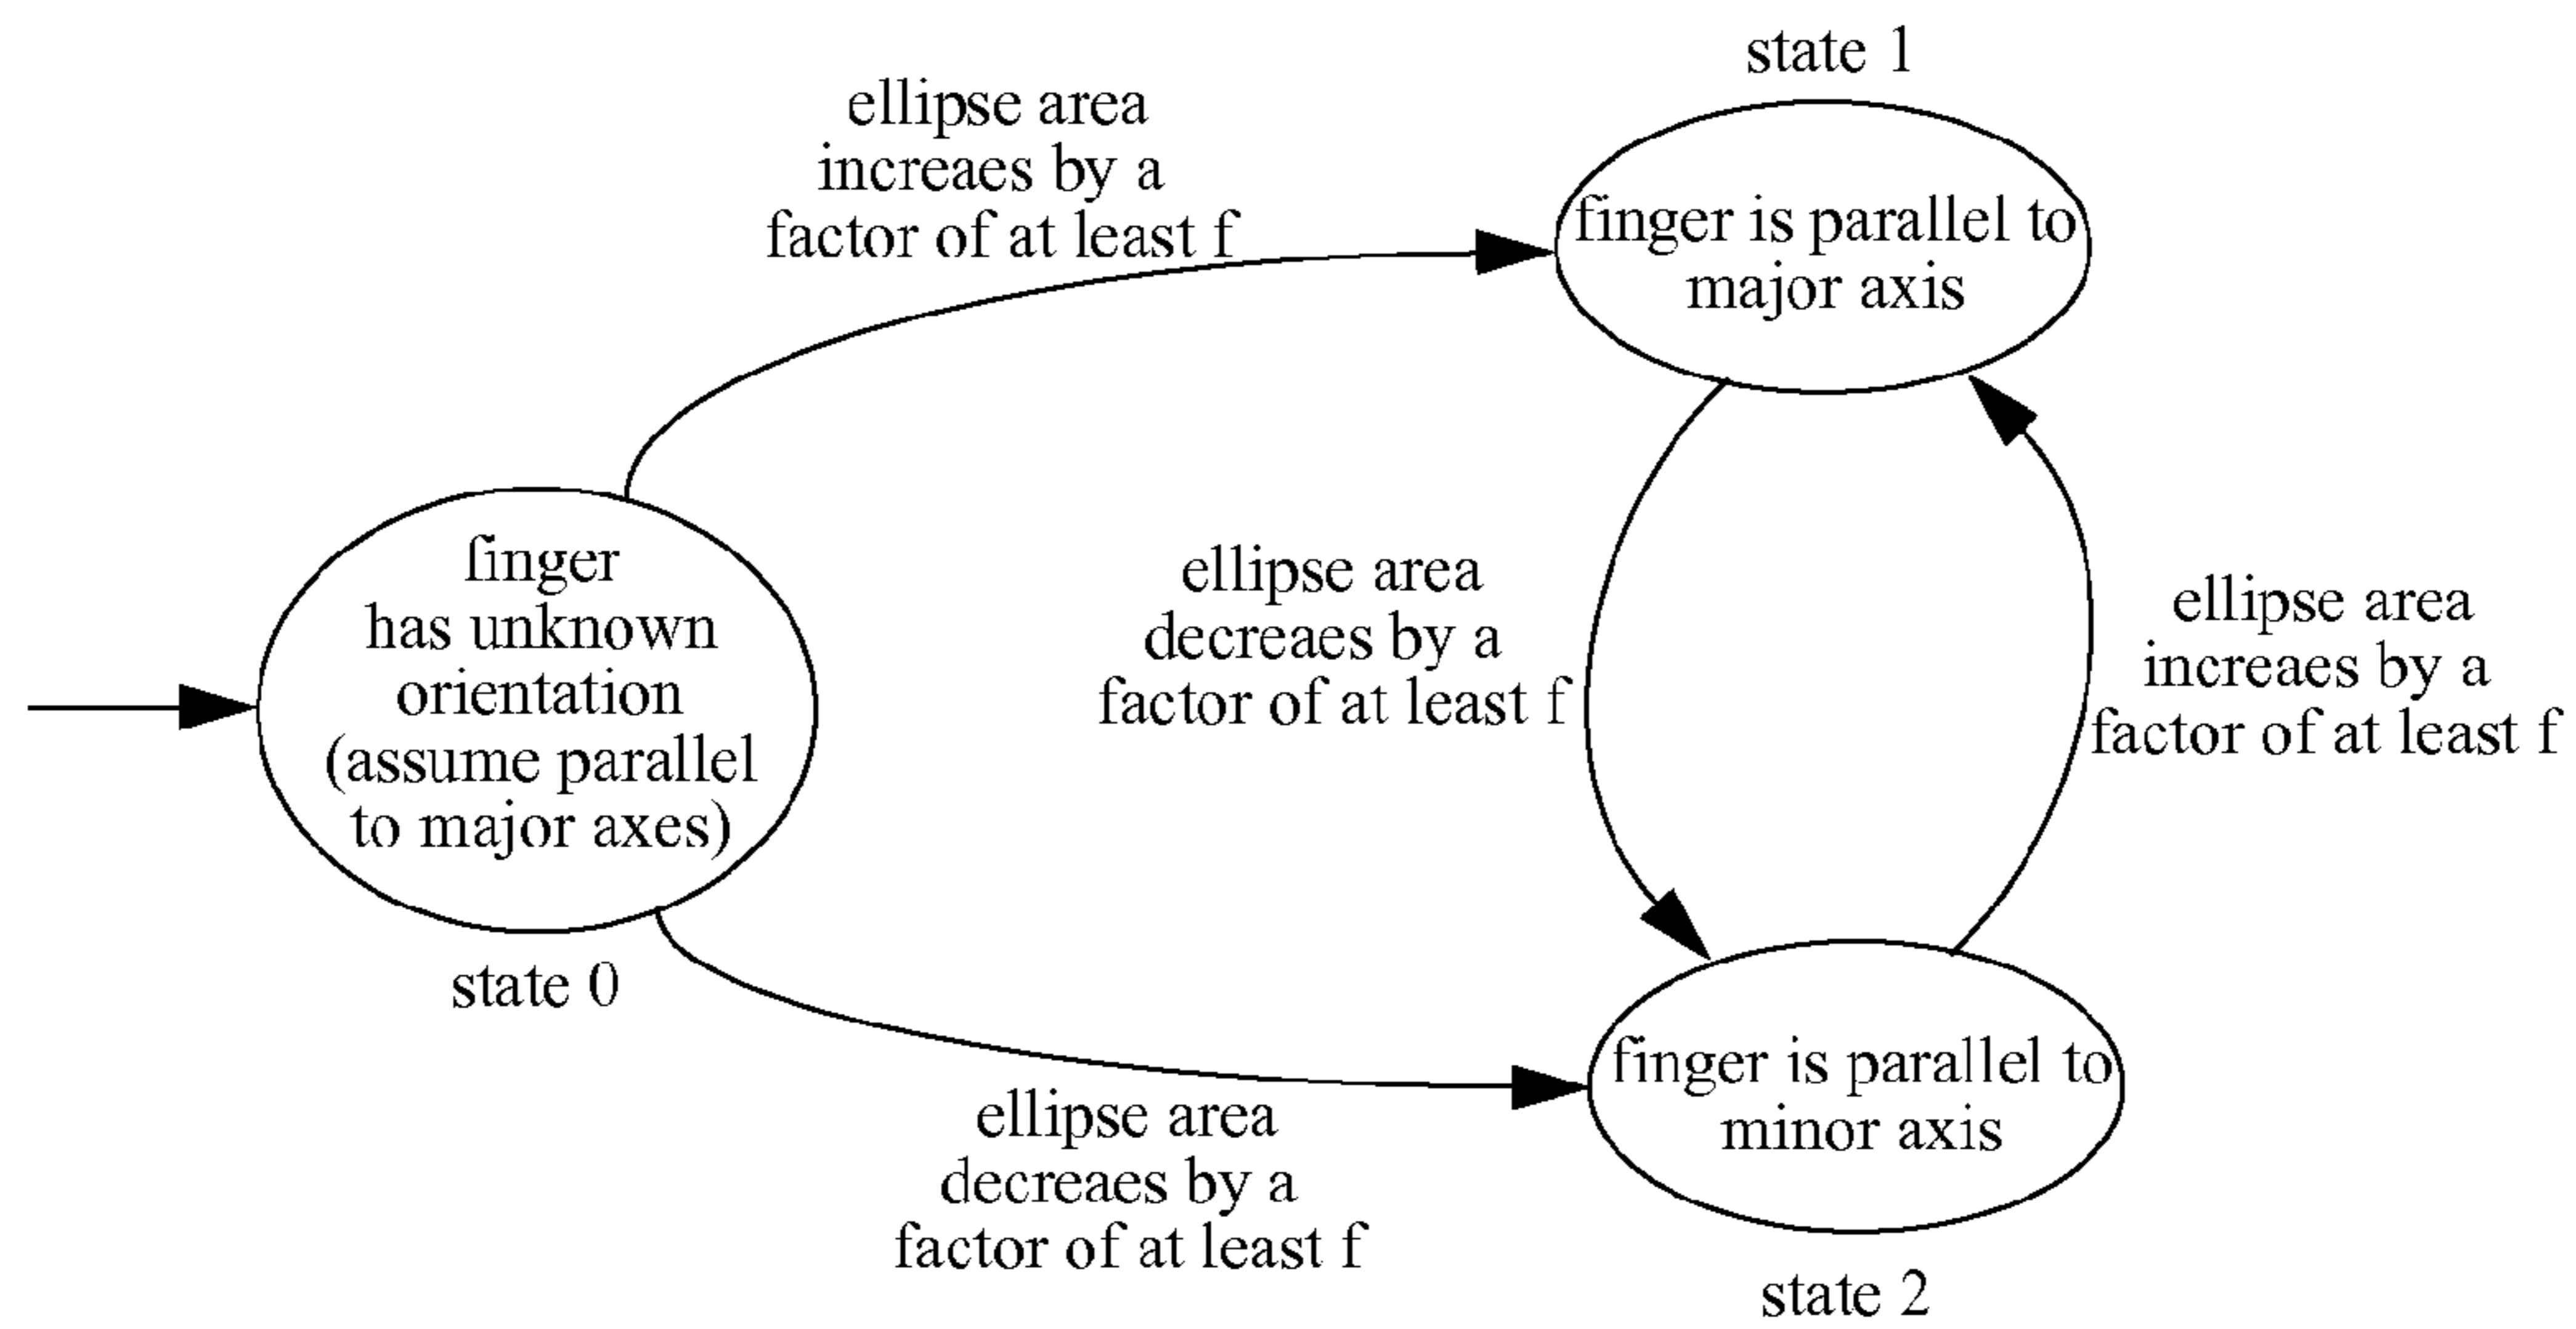 state 1
ellipse area
increaes by a
factor of at least f
finger is parallel to
major axis
finger
has unknown
orientation
(assume parallel
to major axes)
state 0
ellipse area
decreaes by a
factor of at least f
ellipse area
increaes by a
factor of at least f
ellipse area
decreaes by a
factor of at least f
finger is parallel to
minor axis
state 2